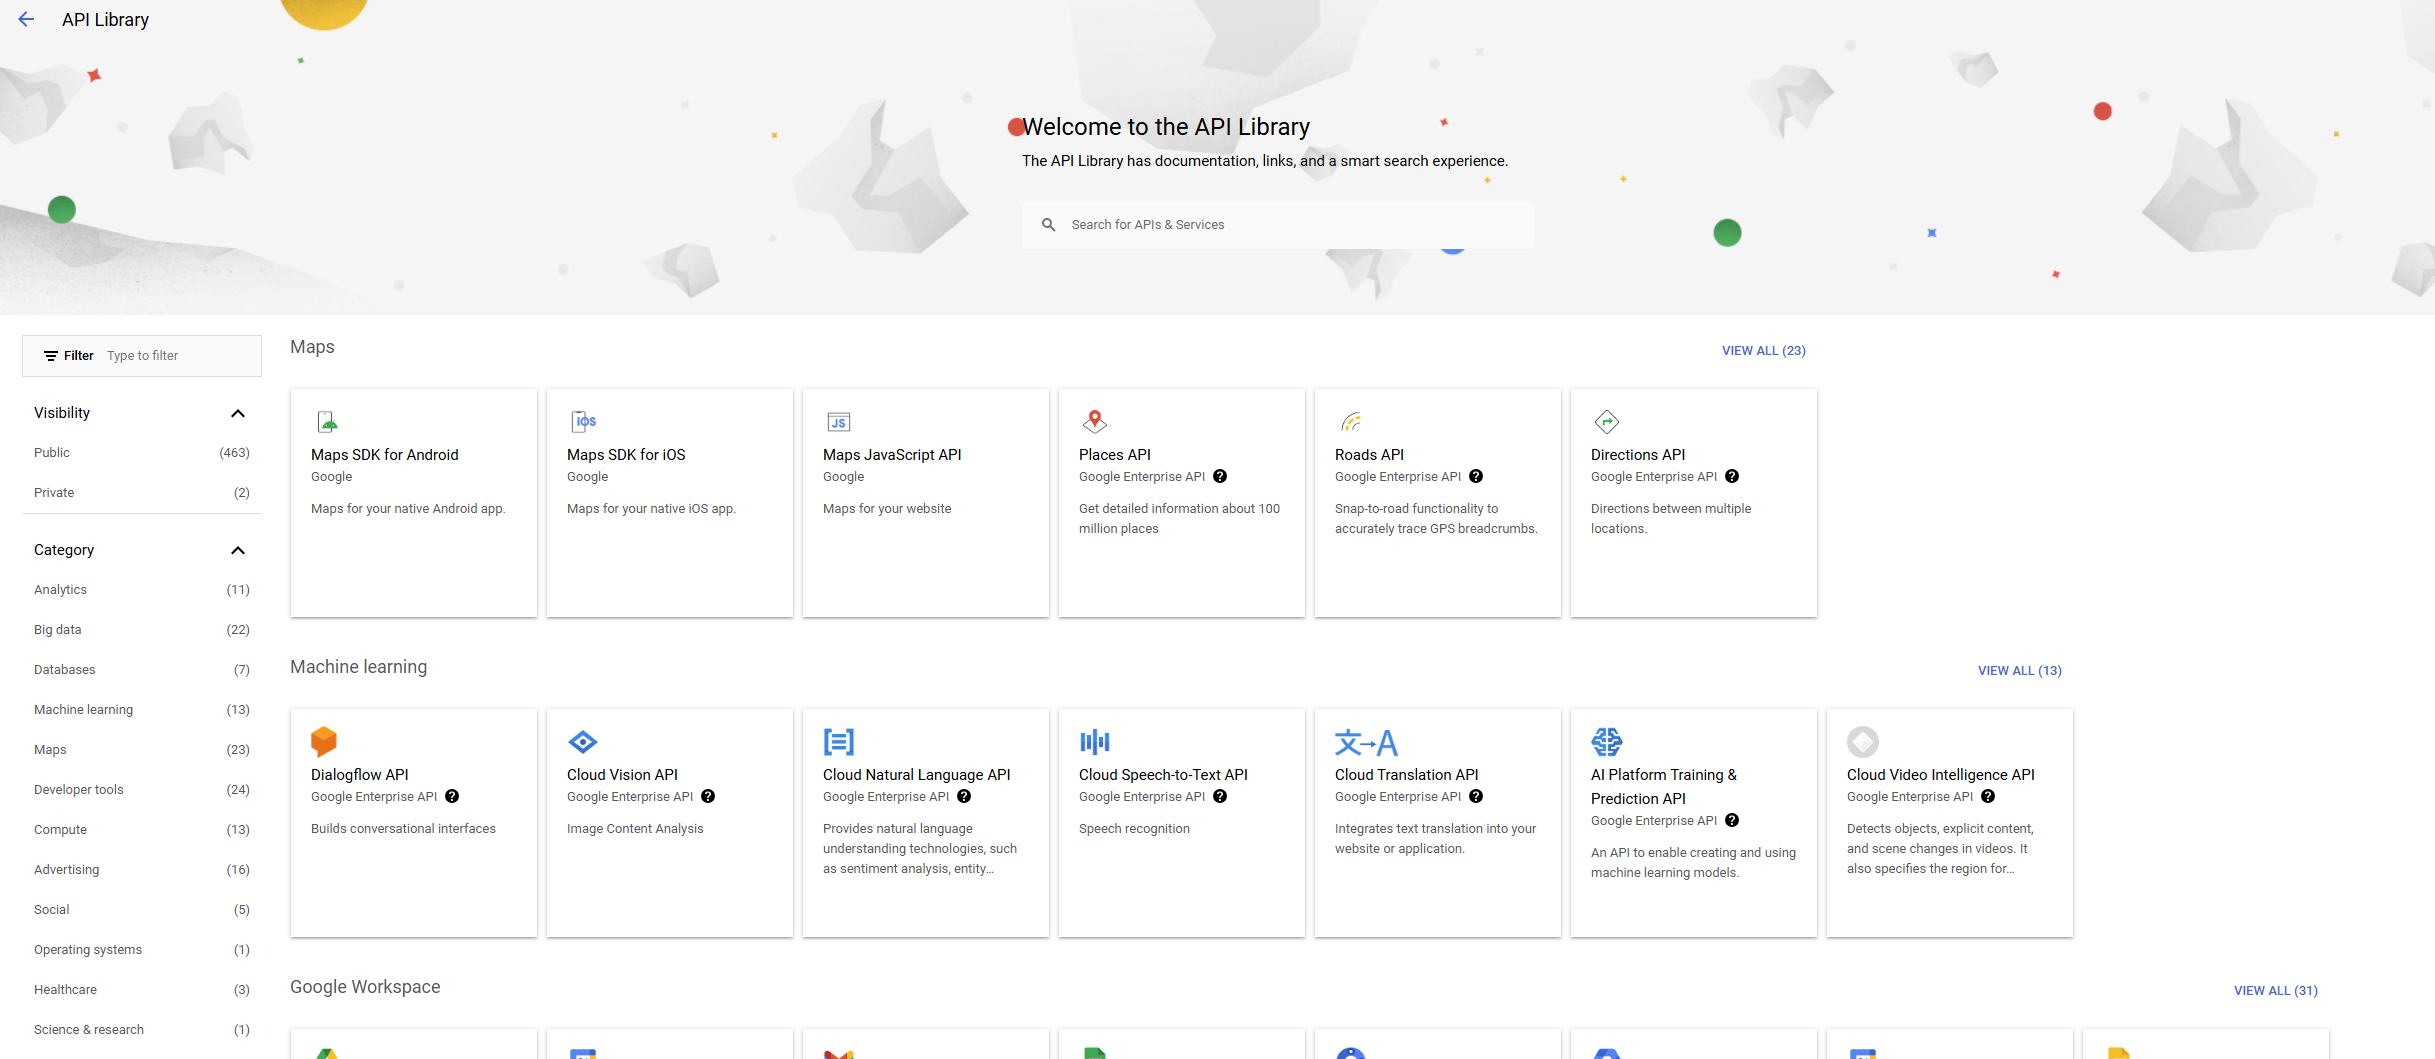 API Library
Welcome to the API Library
The API Library has documentation, links, and a smart search experience.
Search for APIs & Services
Filter Type to filter
Visibility
Public (463)
Private (2)
Category
Analytics (11)
Big data (22)
Databases (7)
Machine learning (13)
Maps (23)
Developer tools (24)
Compute (13)
Advertising (16)
Social (5)
Operating systems (1)
Healthcare (3)
Science & research (1)
Maps
VIEW ALL (23)
Maps SDK for Android
Google
Maps for your native Android app.
iOS
Maps SDK for iOS
Google
Maps for your native iOS app.
JS
Maps JavaScript API
Google
Maps for your website
Places API
Google Enterprise API ?
Get detailed information about 100
million places
Roads API
Google Enterprise API ?
Snap-to-road functionality to
accurately trace GPS breadcrumbs.
Directions API
Google Enterprise API ?
Directions between multiple
locations.
Machine learning
VIEW ALL (13)
Dialogflow API
Google Enterprise API ?
Builds conversational interfaces
Cloud Vision API
Google Enterprise API ?
Image Content Analysis
Cloud Natural Language API
Google Enterprise API ?
Provides natural language
understanding technologies, such
as sentiment analysis, entity...
Cloud Speech-to-Text API
Google Enterprise API ?
Speech recognition
文→A
Cloud Translation API
Google Enterprise API ?
Integrates text translation into your
website or application.
AI Platform Training &
Prediction API
Google Enterprise API ?
An API to enable creating and using
machine learning models.
Cloud Video Intelligence API
Google Enterprise API ?
Detects objects, explicit content,
and scene changes in videos. It
also specifies the region for...
Google Workspace
VIEW ALL (31)